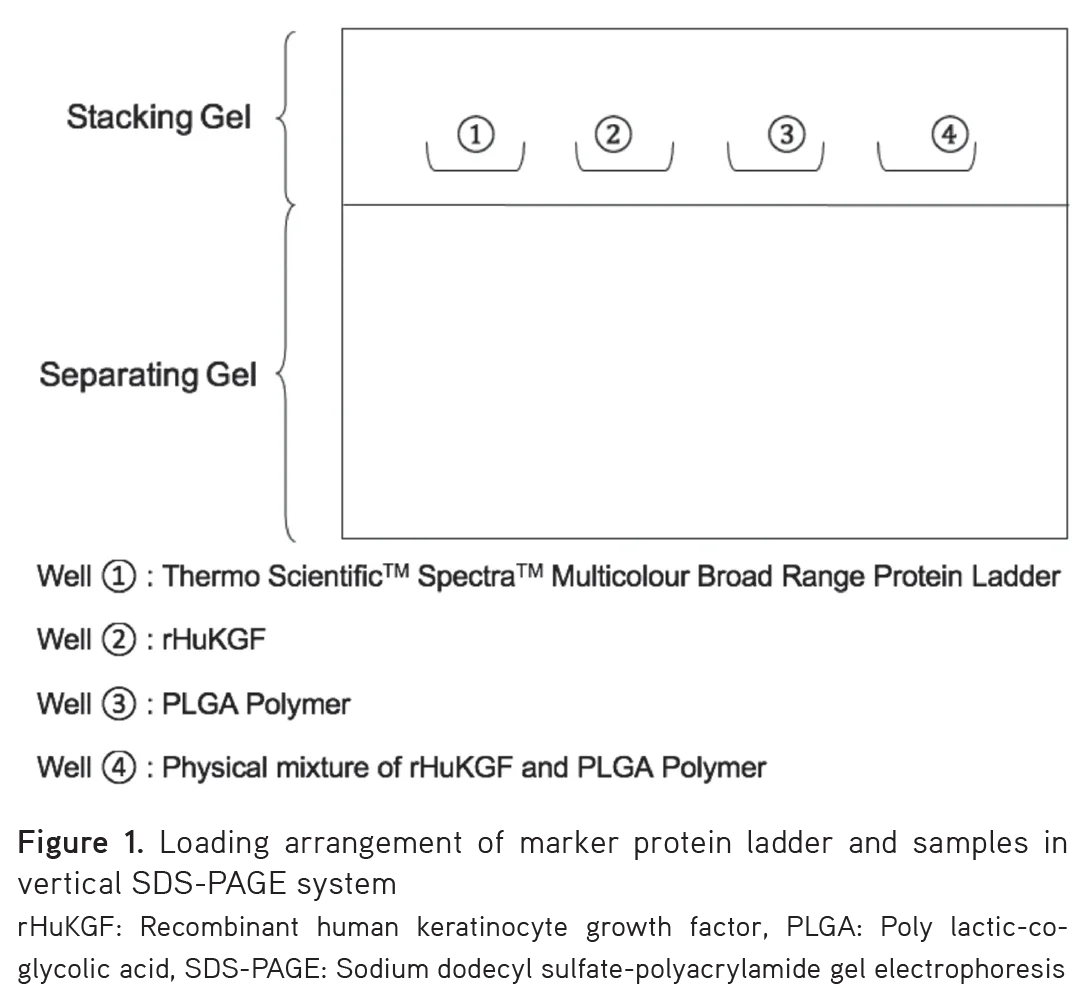 Stacking Gel
① ② ③ ④
Separating Gel
Well ① : Thermo Scientific™ Spectra™ Multicolour Broad Range Protein Ladder
Well ② : rHuKGF
Well ③ : PLGA Polymer
Well ④ : Physical mixture of rHuKGF and PLGA Polymer
Figure 1. Loading arrangement of marker protein ladder and samples in
vertical SDS-PAGE system
rHuKGF: Recombinant human keratinocyte growth factor, PLGA: Poly lactic-co-
glycolic acid, SDS-PAGE: Sodium dodecyl sulfate-polyacrylamide gel electrophoresis